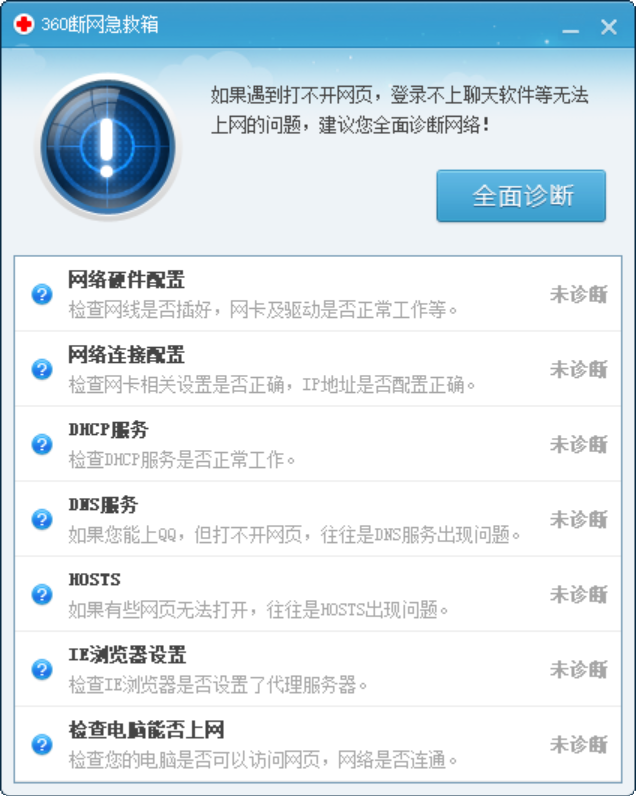 360断网急救箱
如果遇到打不开网页，登录不上聊天软件等无法
上网的问题，建议您全面诊断网络！
全面诊断
网络硬件配置
检查网线是否插好，网卡及驱动是否正常工作等。
未诊断
网络连接配置
检查网卡相关设置是否正确，IP地址是否配置正确。
未诊断
DHCP服务
检查DHCP服务是否正常工作。
未诊断
DNS服务
如果您能上QQ，但打不开网页，往往是DNS服务出现问题。
未诊断
HOSTS
如果有些网页无法打开，往往是HOSTS出现问题。
未诊断
IE浏览器设置
检查IE浏览器是否设置了代理服务器。
未诊断
检查电脑能否上网
检查您的电脑是否可以访问网页，网络是否连通。
未诊断